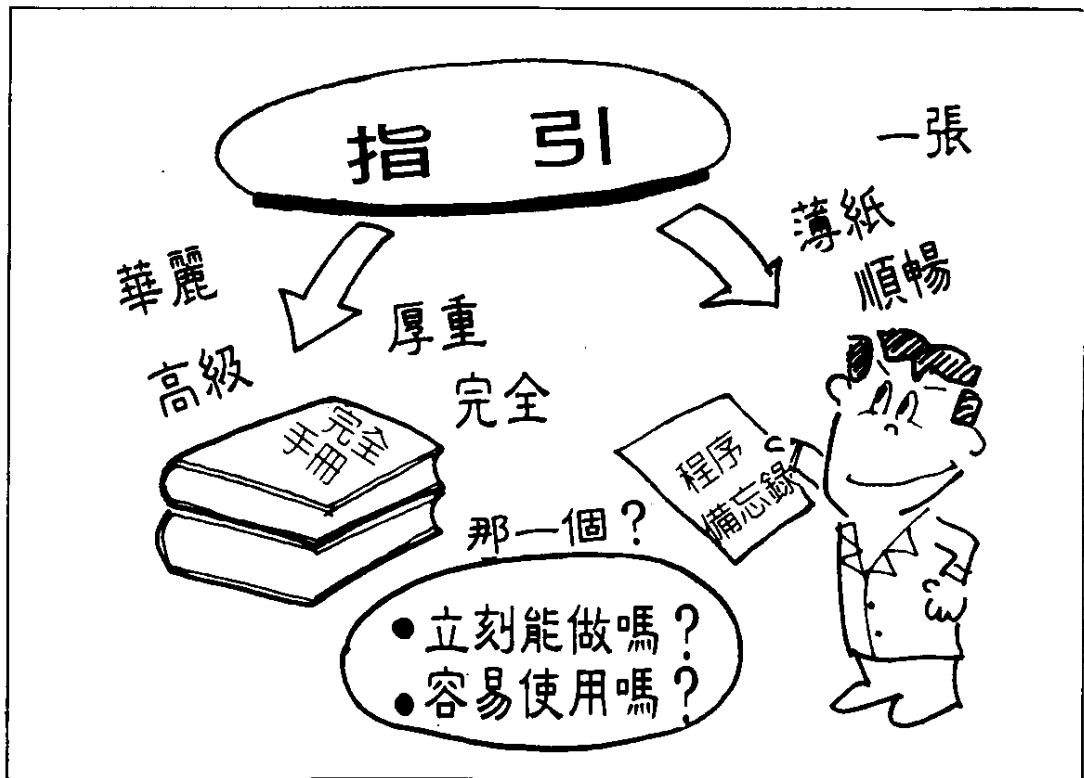 指引
華麗
高級
厚重
完全
完全
手冊
一張
薄紙
順暢
程序
備忘錄
那一個？
● 立刻能做嗎？
● 容易使用嗎？